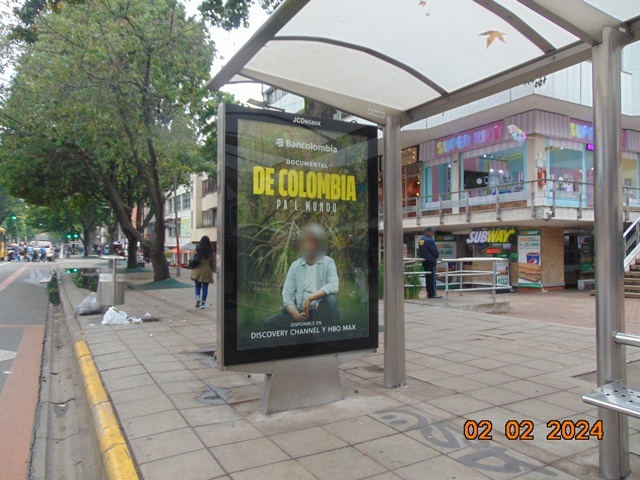 JCDecaux
Bancolombia
DOCUMENTAL
DE COLOMBIA
PA'L MUNDO
DISPONIBLE EN
DISCOVERY CHANNEL Y HBO MAX
SUBWAY
02 02 2024